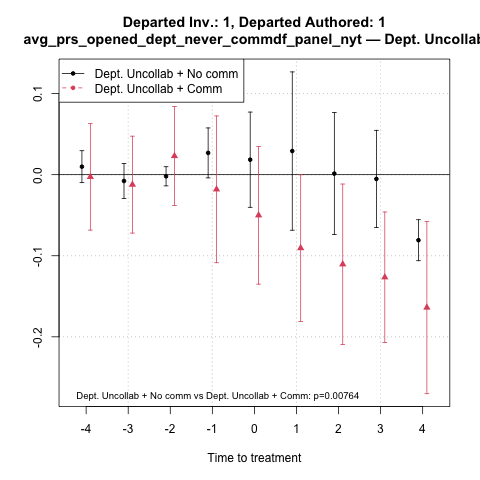 Departed Inv.: 1, Departed Authored: 1
avg_prs_opened_dept_never_commdf_panel_nyt — Dept. Uncollab
Dept. Uncollab + No comm
Dept. Uncollab + Comm
0.1
0.0
-0.1
-0.2
Dept. Uncollab + No comm vs Dept. Uncollab + Comm: p=0.00764
-4 -3 -2 -1 0 1 2 3 4
Time to treatment